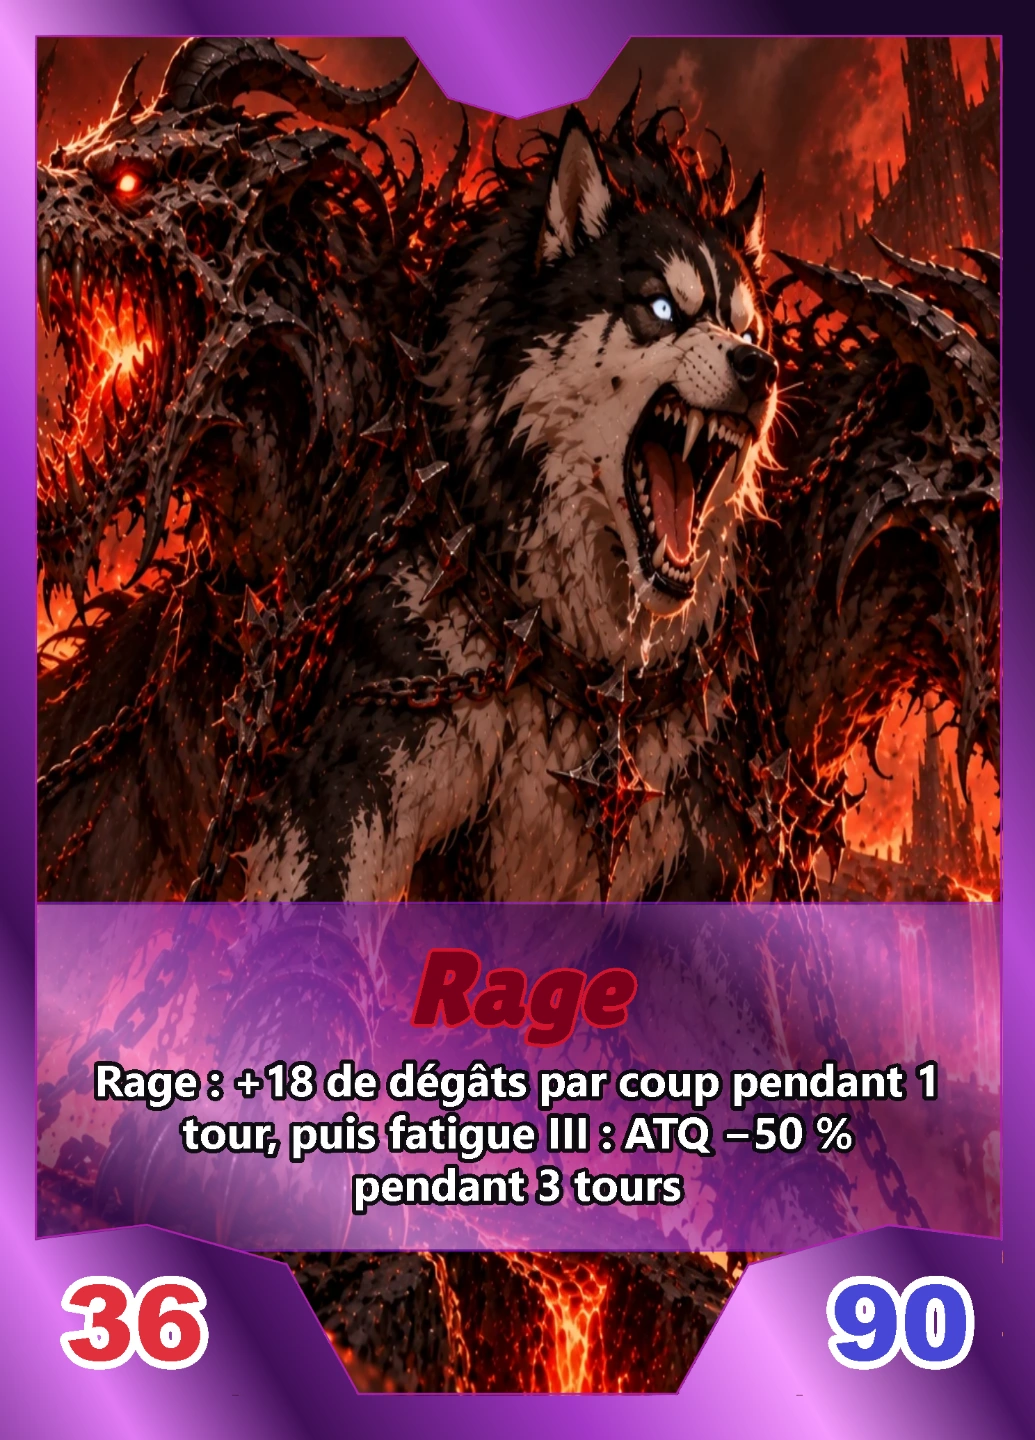 Rage
Rage : +18 de dégâts par coup pendant 1
tour, puis fatigue III : ATQ −50 %
pendant 3 tours
36
90